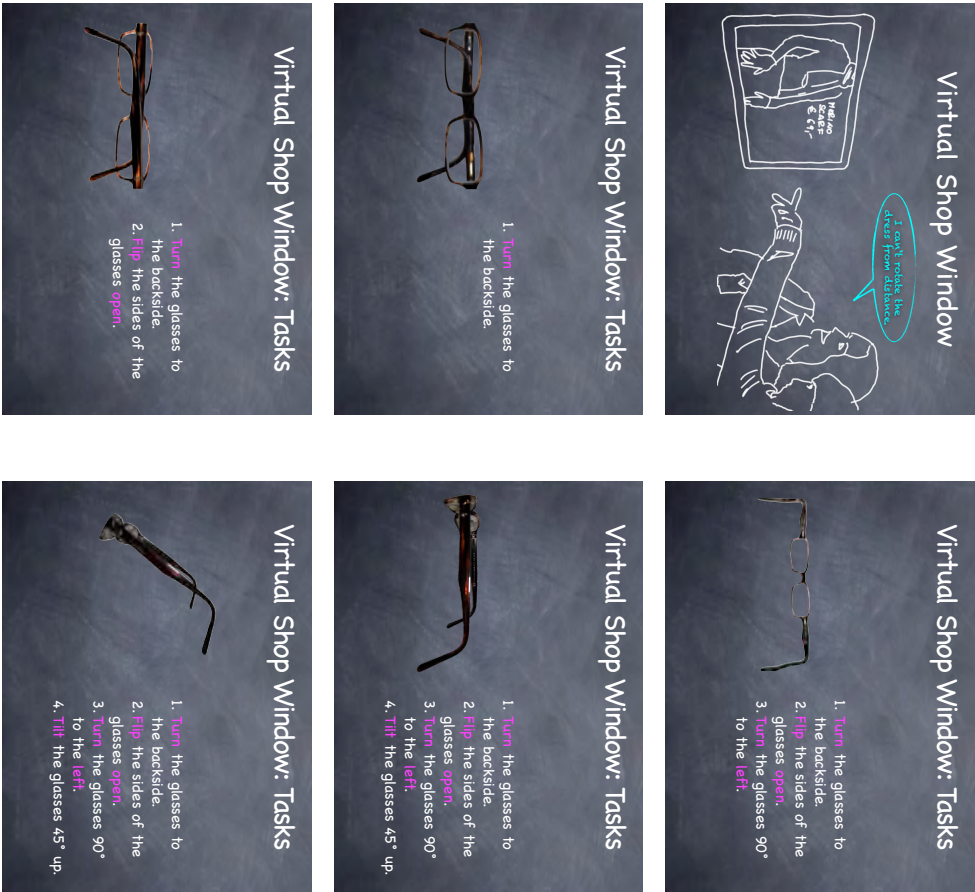 Virtual Shop Window
I can't rotate the
dress from distance.
MERINO
SCARF
€ 69,-
Virtual Shop Window: Tasks
1. Turn the glasses to
the backside.
2. Flip the sides of the
glasses open.
3. Turn the glasses 90°
to the left.
Virtual Shop Window: Tasks
1. Turn the glasses to
the backside.
Virtual Shop Window: Tasks
1. Turn the glasses to
the backside.
2. Flip the sides of the
glasses open.
3. Turn the glasses 90°
to the left.
4. Tilt the glasses 45° up.
Virtual Shop Window: Tasks
1. Turn the glasses to
the backside.
2. Flip the sides of the
glasses open.
Virtual Shop Window: Tasks
1. Turn the glasses to
the backside.
2. Flip the sides of the
glasses open.
3. Turn the glasses 90°
to the left.
4. Tilt the glasses 45° up.